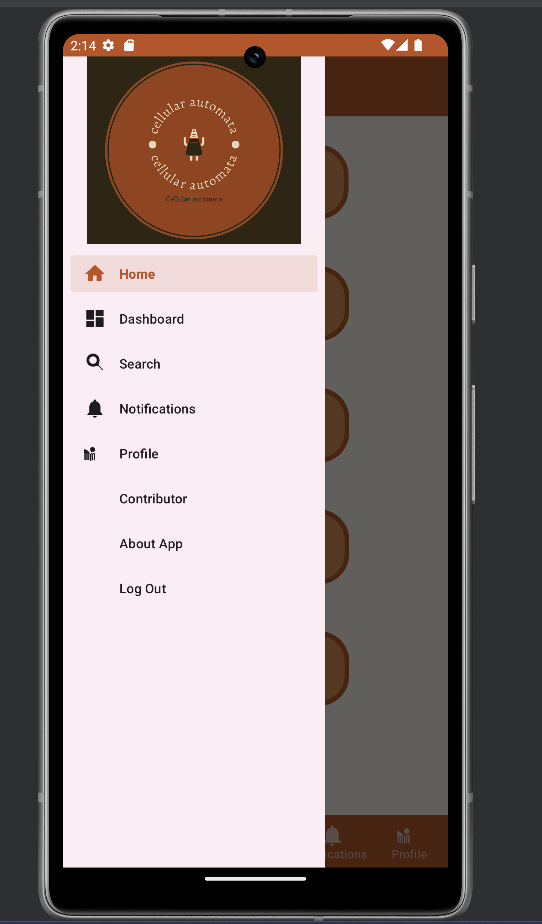 2:14
cellular automata
cellular automata
Cellular automata
Home
Dashboard
Search
Notifications
Profile
Contributor
About App
Log Out
ications
Profile